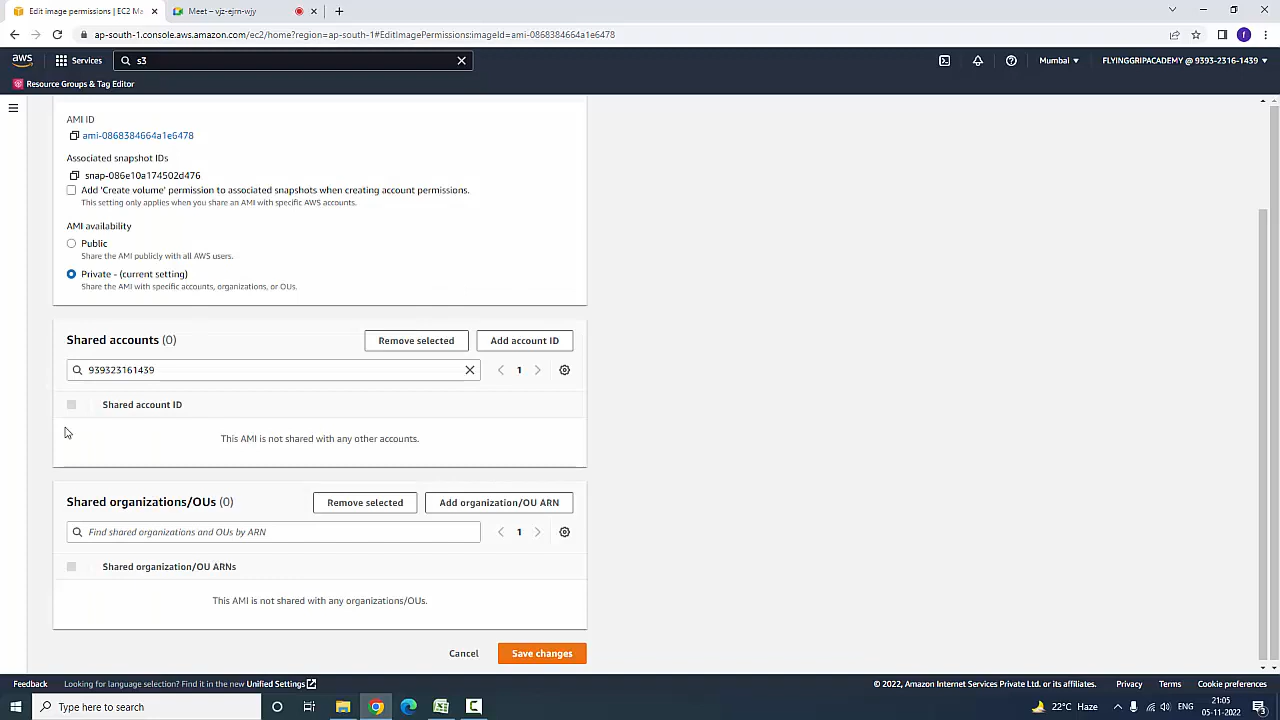 Edit image permissions | EC2 Ma
Meet – vjz-ejrn-wjy
ap-south-1.console.aws.amazon.com/ec2/home?region=ap-south-1#EditImagePermissions:imageId=ami-0868384664a1e6478
f
aws
Services
s3
Mumbai
FLYINGGRIPACADEMY @ 9393-2316-1439
Resource Groups & Tag Editor
AMI ID
ami-0868384664a1e6478
Associated snapshot IDs
snap-086e10a174502d476
Add 'Create volume' permission to associated snapshots when creating account permissions.
This setting only applies when you share an AMI with specific AWS accounts.
AMI availability
Public
Share the AMI publicly with all AWS users.
Private - (current setting)
Share the AMI with specific accounts, organizations, or OUs.
Shared accounts (0)
Remove selected
Add account ID
939323161439
1
Shared account ID
This AMI is not shared with any other accounts.
Shared organizations/OUs (0)
Remove selected
Add organization/OU ARN
Find shared organizations and OUs by ARN
1
Shared organization/OU ARNs
This AMI is not shared with any organizations/OUs.
Cancel
Save changes
Feedback
Looking for language selection? Find it in the new Unified Settings
© 2022, Amazon Internet Services Private Ltd. or its affiliates.
Privacy
Terms
Cookie preferences
Type here to search
22°C Haze
ENG
21:05
05-11-2022